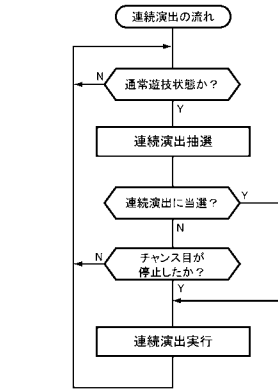 連続演出の流れ
N
通常遊技状態か？
Y
連続演出抽選
連続演出に当選？
Y
N
N
チャンス目が
停止したか？
Y
連続演出実行